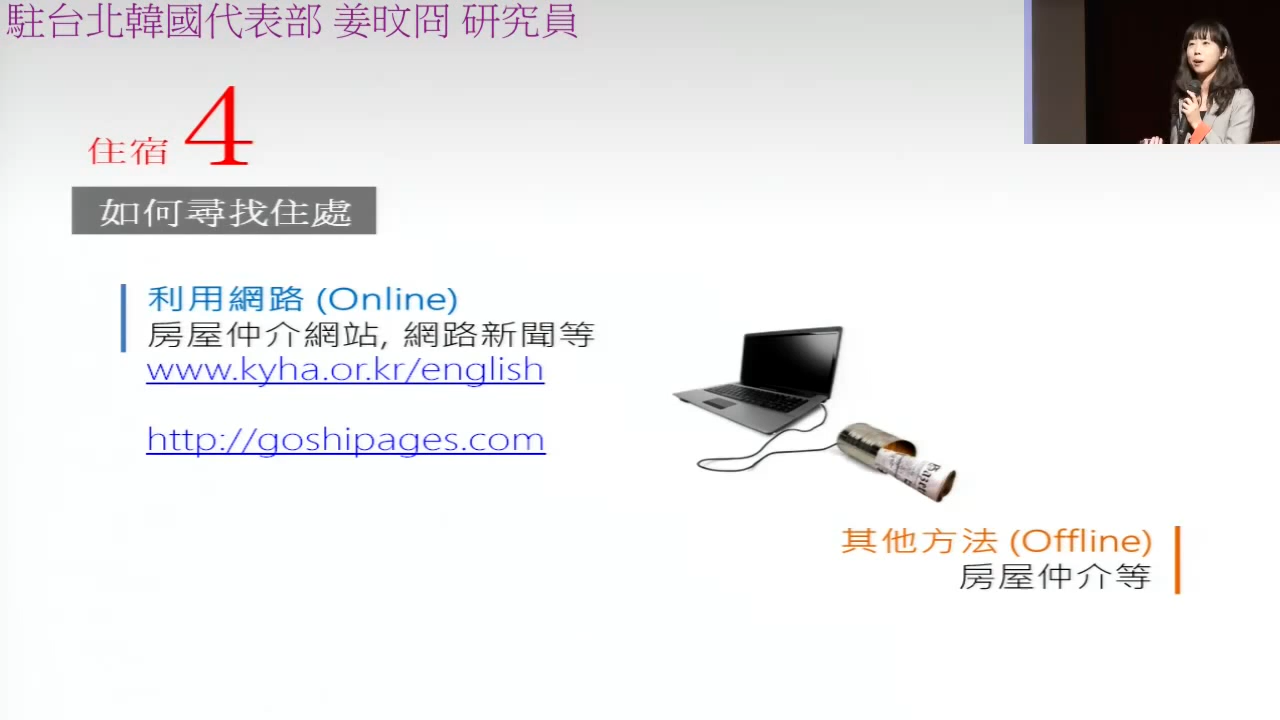 駐台北韓國代表部 姜旼冏 研究員
住宿 4
如何尋找住處
利用網路 (Online)
房屋仲介網站, 網路新聞等
www.kyha.or.kr/english
http://goshipages.com
其他方法 (Offline)
房屋仲介等